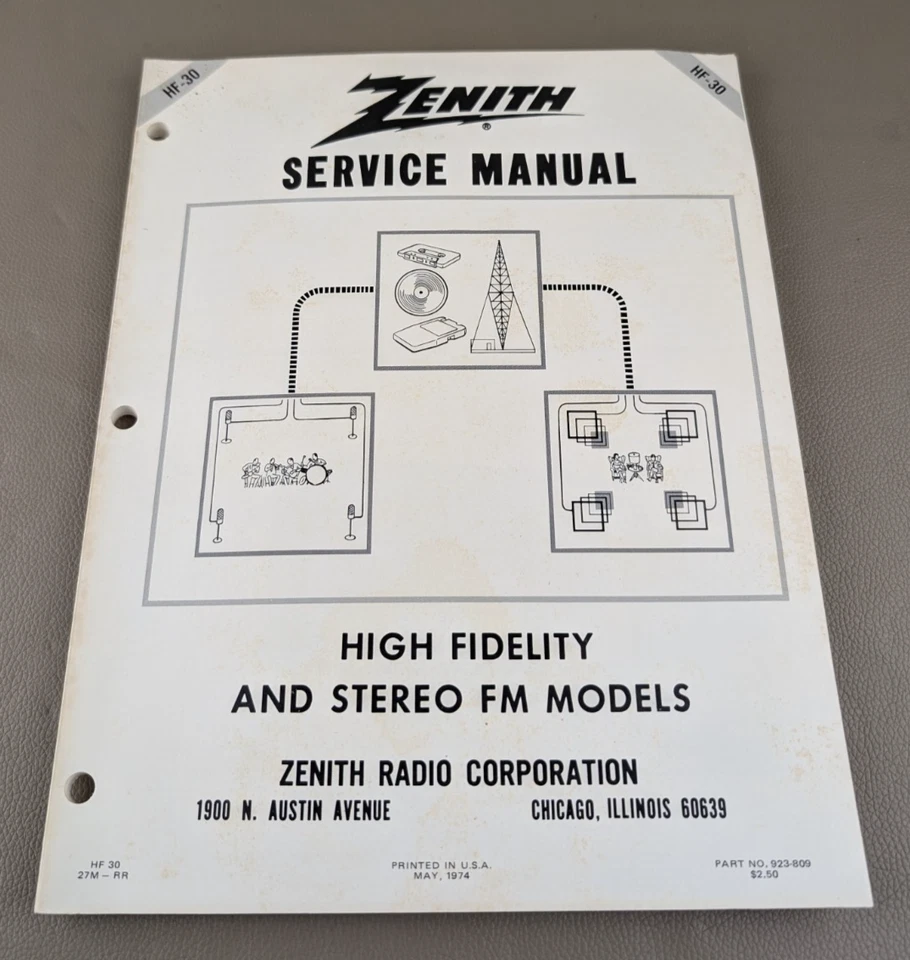 HF-30
HF-30
ZENITH®
SERVICE MANUAL
HIGH FIDELITY
AND STEREO FM MODELS
ZENITH RADIO CORPORATION
1900 N. AUSTIN AVENUE CHICAGO, ILLINOIS 60639
HF 30 PRINTED IN U.S.A. PART NO. 923-809
27M – RR MAY, 1974 $2.50